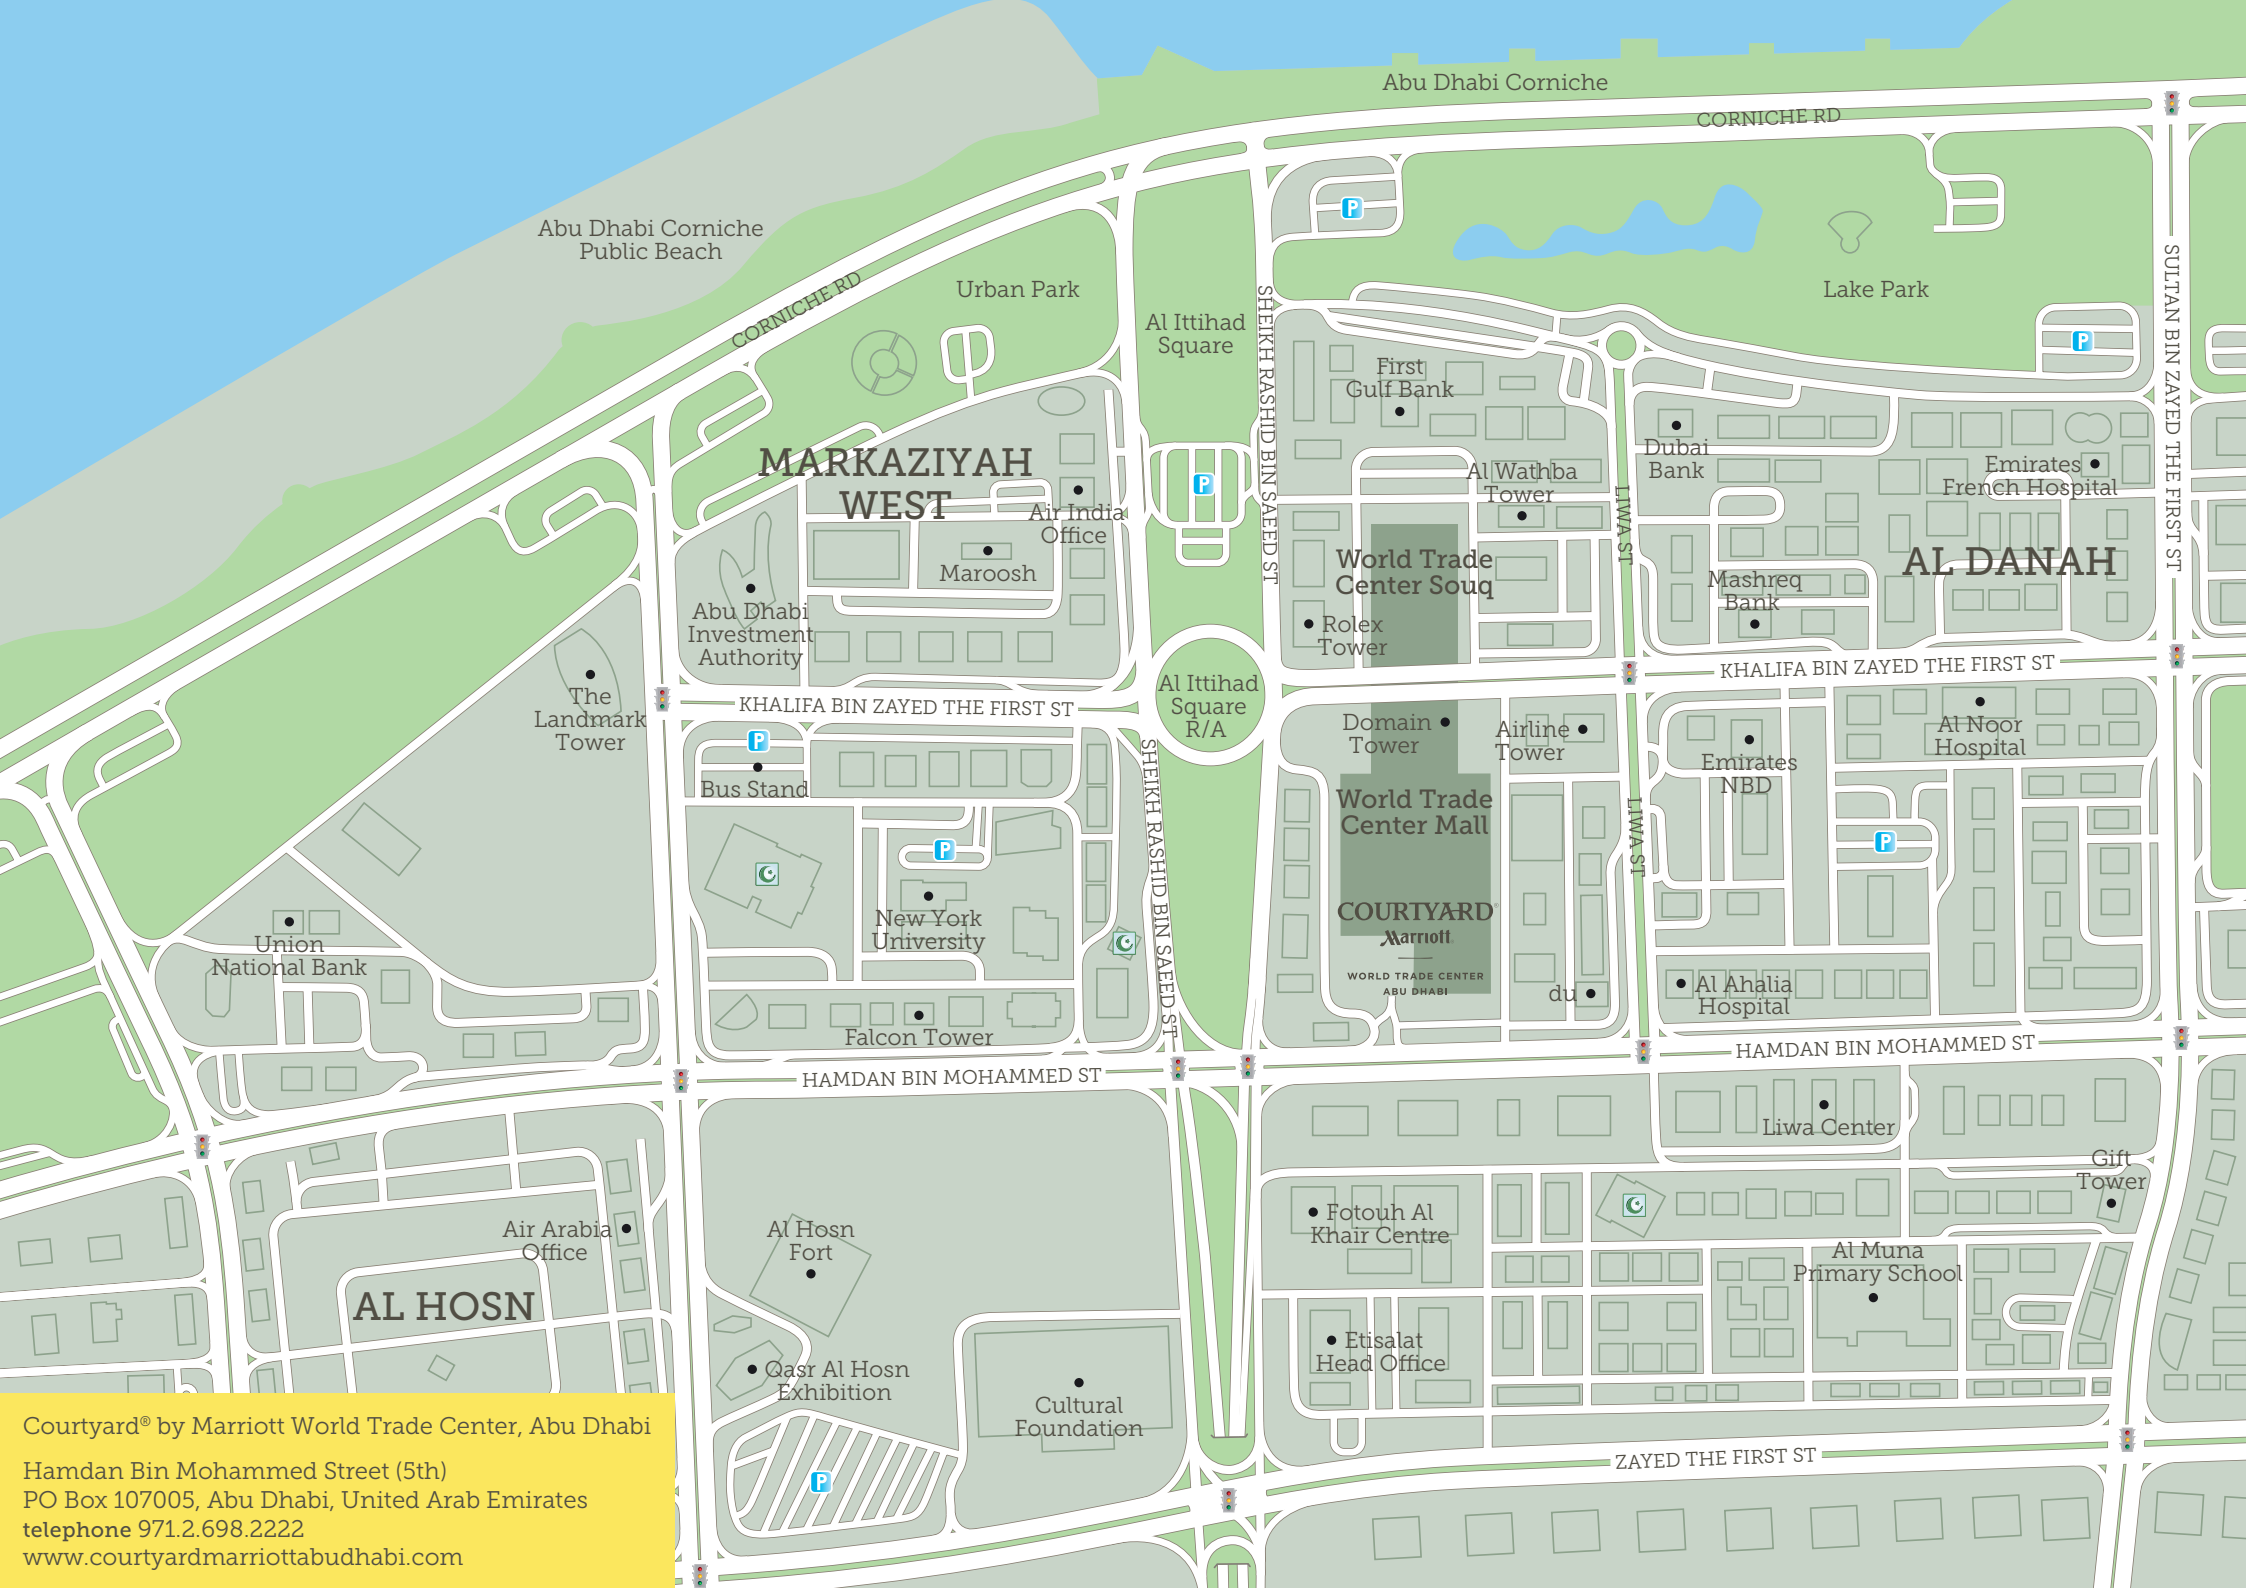 Abu Dhabi Corniche
CORNICHE RD
Abu Dhabi Corniche
Public Beach
CORNICHE RD
Urban Park
Al Ittihad
Square
Lake Park
SHEIKH RASHID BIN SAEED ST
SULTAN BIN ZAYED THE FIRST ST
First
Gulf Bank
MARKAZIYAH
WEST
Dubai
Bank
Al Wathba
Tower
Emirates
French Hospital
P
P
P
Air India
Office
LIWA ST
Maroosh
World Trade
Center Souq
AL DANAH
Mashreq
Bank
Abu Dhabi
Investment
Authority
Rolex
Tower
The
Landmark
Tower
KHALIFA BIN ZAYED THE FIRST ST
Al Ittihad
Square
R/A
KHALIFA BIN ZAYED THE FIRST ST
Domain
Tower
Airline
Tower
Al Noor
Hospital
P
Bus Stand
Emirates
NBD
SHEIKH RASHID BIN SAEED ST
World Trade
Center Mall
LIWA ST
P
P
New York
University
COURTYARD®
Marriott
WORLD TRADE CENTER
ABU DHABI
Union
National Bank
du
Al Ahalia
Hospital
Falcon Tower
HAMDAN BIN MOHAMMED ST
HAMDAN BIN MOHAMMED ST
Liwa Center
Gift
Tower
Air Arabia
Office
Al Hosn
Fort
Fotouh Al
Khair Centre
Al Muna
Primary School
AL HOSN
Etisalat
Head Office
Qasr Al Hosn
Exhibition
Cultural
Foundation
P
ZAYED THE FIRST ST
Courtyard® by Marriott World Trade Center, Abu Dhabi
Hamdan Bin Mohammed Street (5th)
PO Box 107005, Abu Dhabi, United Arab Emirates
telephone 971.2.698.2222
www.courtyardmarriottabudhabi.com